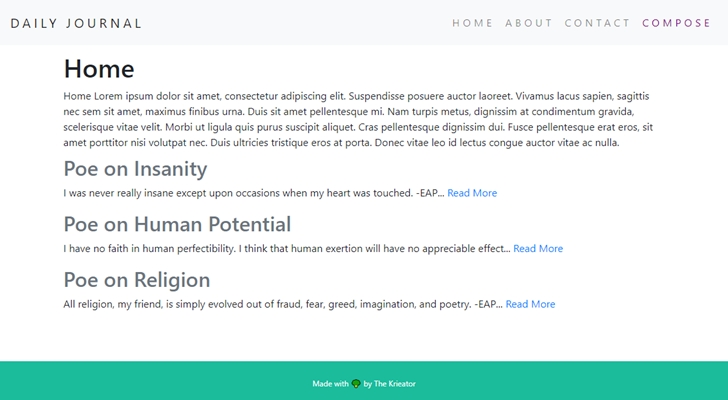 DAILY JOURNAL
HOME ABOUT CONTACT COMPOSE
Home
Home Lorem ipsum dolor sit amet, consectetur adipiscing elit. Suspendisse posuere auctor laoreet. Vivamus lacus sapien, sagittis
nec sem sit amet, maximus finibus urna. Duis sit amet pellentesque mi. Nam turpis metus, dignissim at condimentum gravida,
scelerisque vitae velit. Morbi ut ligula quis purus suscipit aliquet. Cras pellentesque dignissim dui. Fusce pellentesque erat eros, sit
amet porttitor nisi volutpat nec. Duis ultricies tristique eros at porta. Donec vitae leo id lectus congue auctor vitae ac nulla.
Poe on Insanity
I was never really insane except upon occasions when my heart was touched. -EAP... Read More
Poe on Human Potential
I have no faith in human perfectibility. I think that human exertion will have no appreciable effect... Read More
Poe on Religion
All religion, my friend, is simply evolved out of fraud, fear, greed, imagination, and poetry. -EAP... Read More
Made with 🥦 by The Krieator